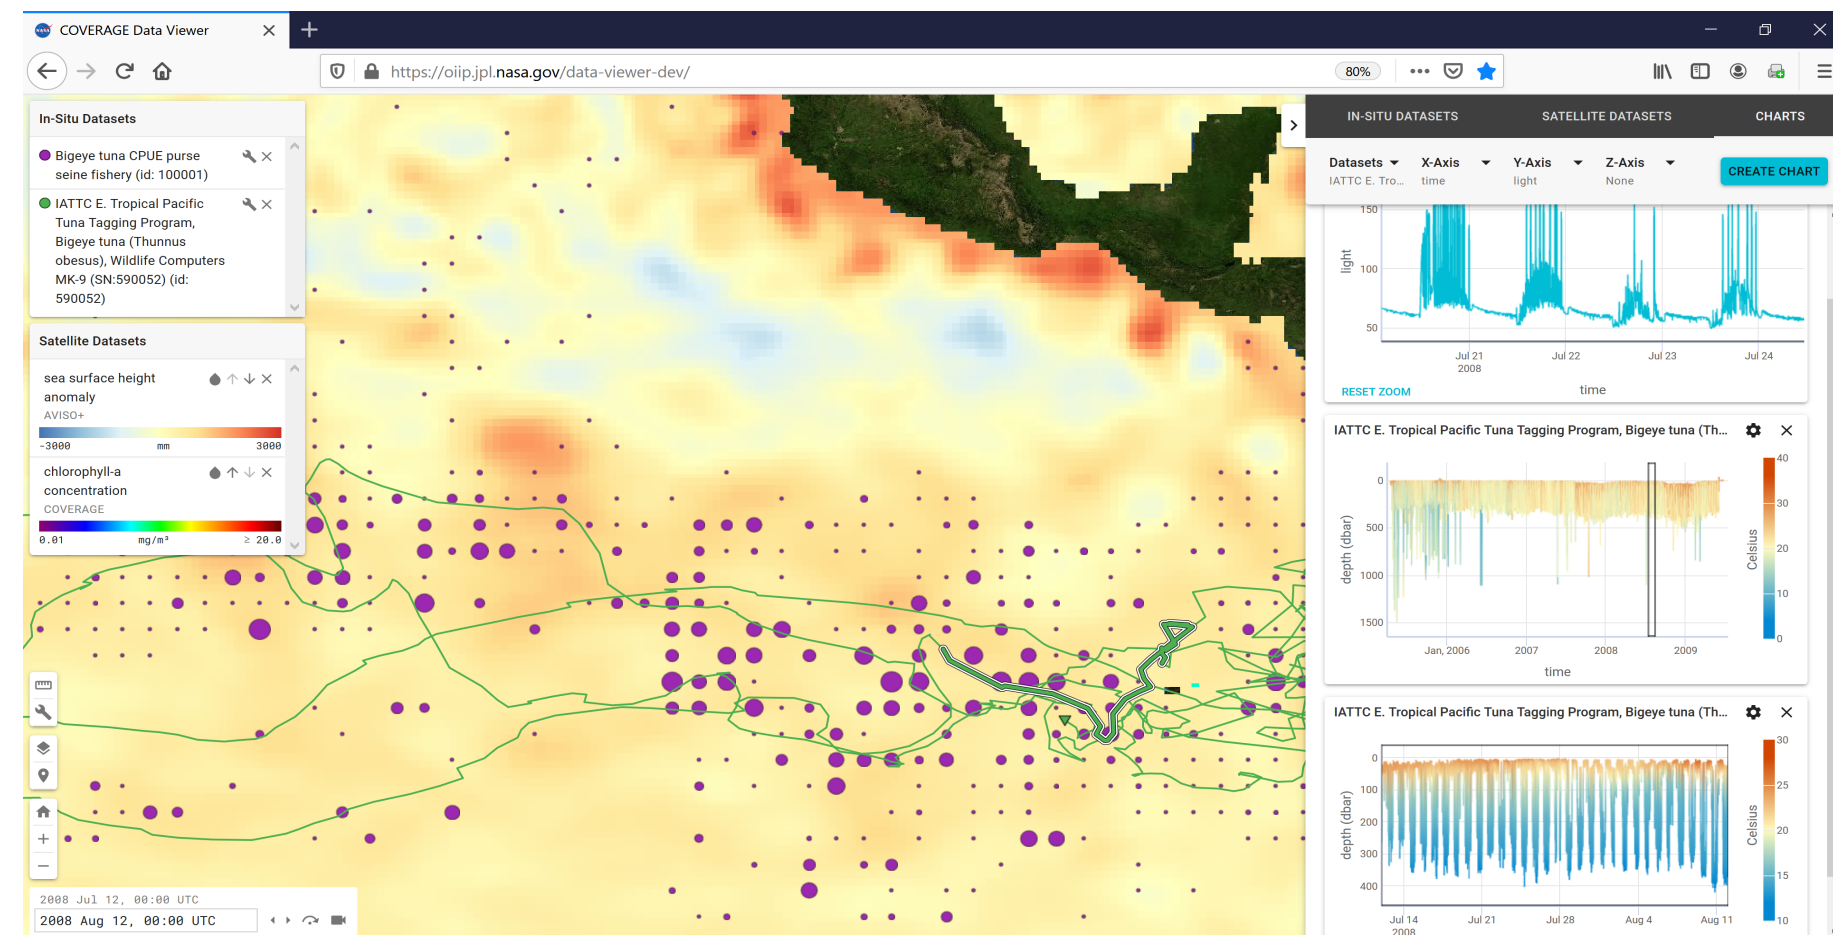 COVERAGE Data Viewer
https://oiip.jpl.nasa.gov/data-viewer-dev/
80%
In-Situ Datasets
Bigeye tuna CPUE purse
seine fishery (id: 100001)
IATTC E. Tropical Pacific
Tuna Tagging Program,
Bigeye tuna (Thunnus
obesus), Wildlife Computers
MK-9 (SN:590052) (id:
590052)
Satellite Datasets
sea surface height
anomaly
AVISO+
-3000 mm 3000
chlorophyll-a
concentration
COVERAGE
0.01 mg/m³ ≥ 20.0
2008 Jul 12, 00:00 UTC
2008 Aug 12, 00:00 UTC
IN-SITU DATASETS SATELLITE DATASETS CHARTS
Datasets X-Axis Y-Axis Z-Axis
IATTC E. Tro... time light None
CREATE CHART
150
100
50
light
Jul 21 Jul 22 Jul 23 Jul 24
2008
time
RESET ZOOM
IATTC E. Tropical Pacific Tuna Tagging Program, Bigeye tuna (Th...
0
500
1000
1500
depth (dbar)
Jan, 2006 2007 2008 2009
time
40
30
20
10
0
Celsius
IATTC E. Tropical Pacific Tuna Tagging Program, Bigeye tuna (Th...
0
100
200
300
400
depth (dbar)
Jul 14 Jul 21 Jul 28 Aug 4 Aug 11
2008
30
25
20
15
10
Celsius